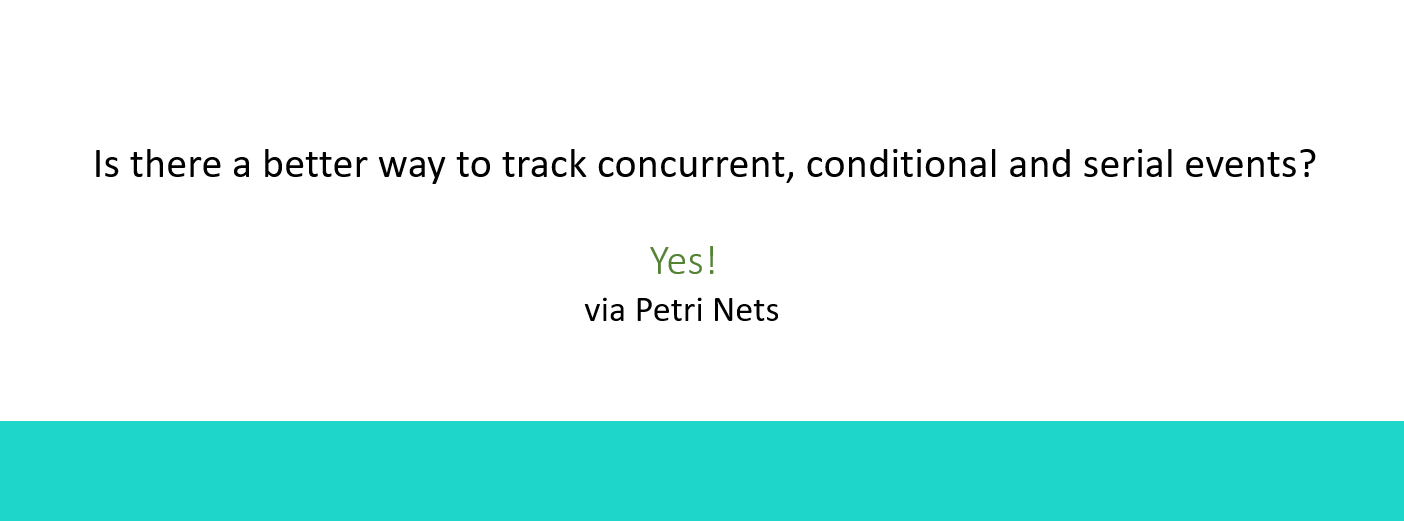 Is there a better way to track concurrent, conditional and serial events?
Yes!
via Petri Nets